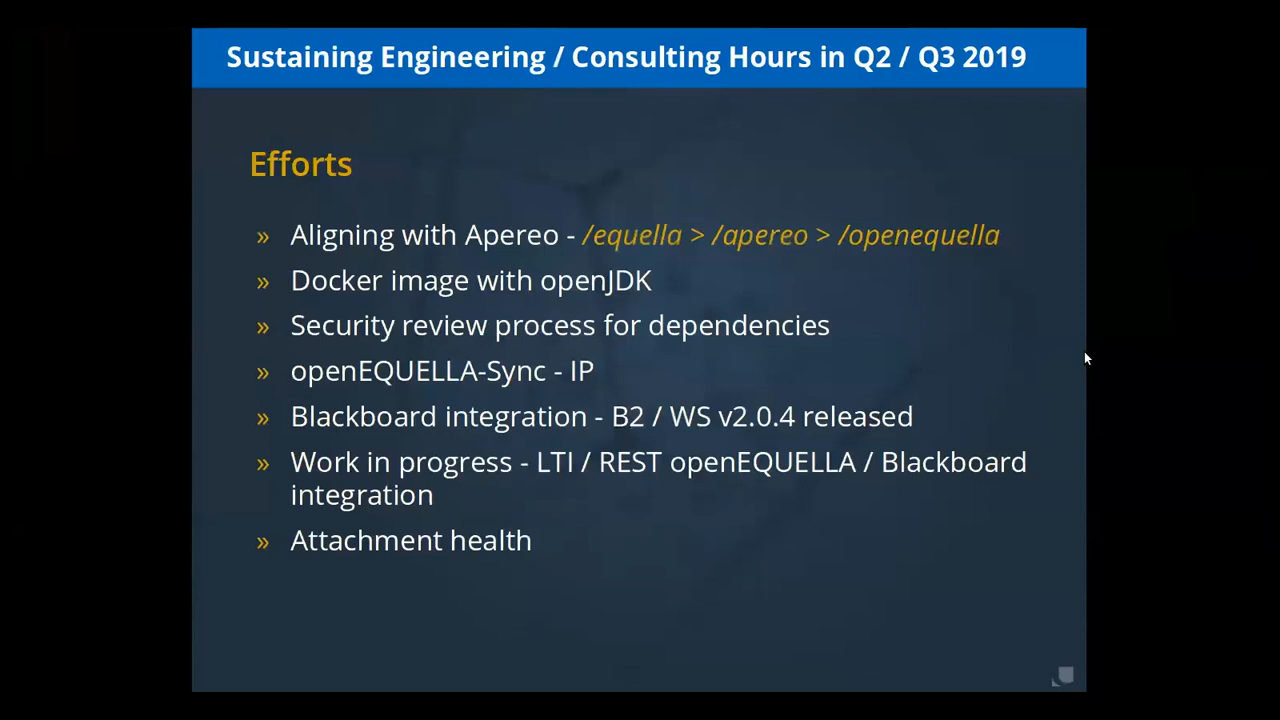 Sustaining Engineering / Consulting Hours in Q2 / Q3 2019
Efforts
» Aligning with Apereo - /equella > /apereo > /openequella
» Docker image with openJDK
» Security review process for dependencies
» openEQUELLA-Sync - IP
» Blackboard integration - B2 / WS v2.0.4 released
» Work in progress - LTI / REST openEQUELLA / Blackboard
integration
» Attachment health